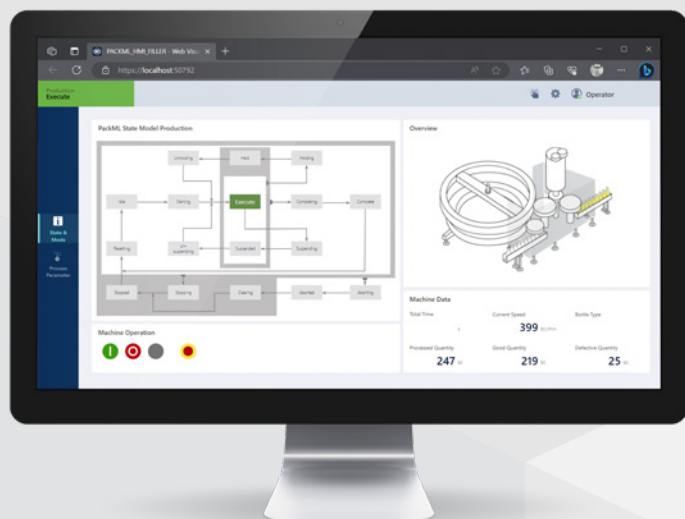 PACKML_HMI_FILLER - Web Visu
https://localhost:50792
Production
Execute
Operator
PackML State Model Production
Overview
Unholding
Held
Holding
Idle
Starting
Execute
Completing
Complete
Resetting
Un-
suspending
Suspended
Suspending
Stopped
Stopping
Clearing
Aborted
Aborting
State &
Mode
Process
Parameter
Machine Operation
Machine Data
Total Time
Current Speed
Bottle Type
s
399
Processed Quantity
Good Quantity
Defective Quantity
247
219
25